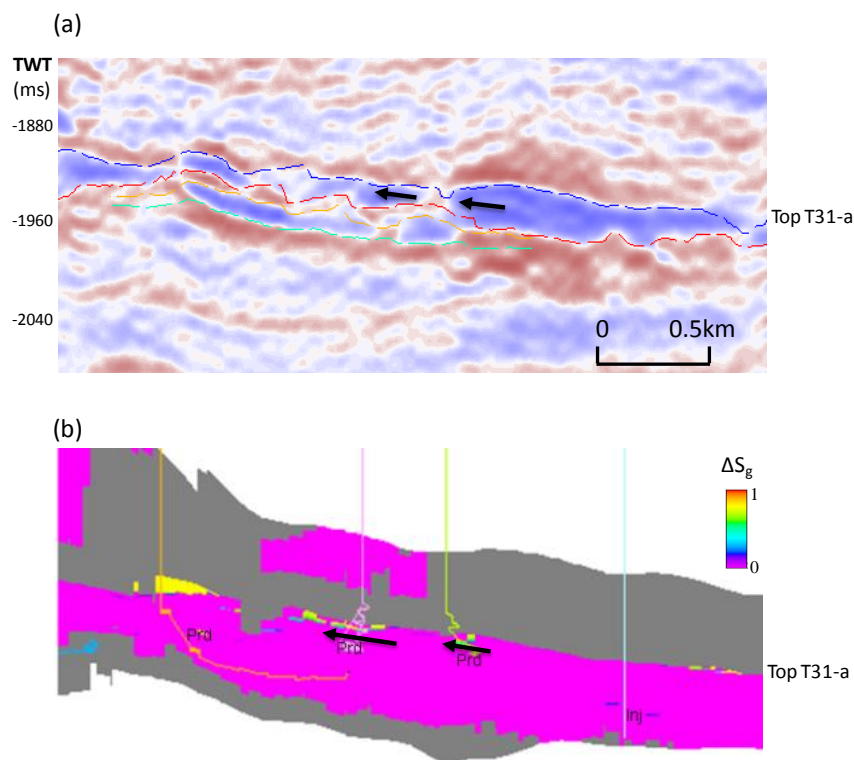 (a)
TWT
(ms)
-1880
-1960
Top T31-a
-2040
0 0.5km
(b)
ΔSg
1
0
Prd
Prd
Prd
Top T31-a
Inj